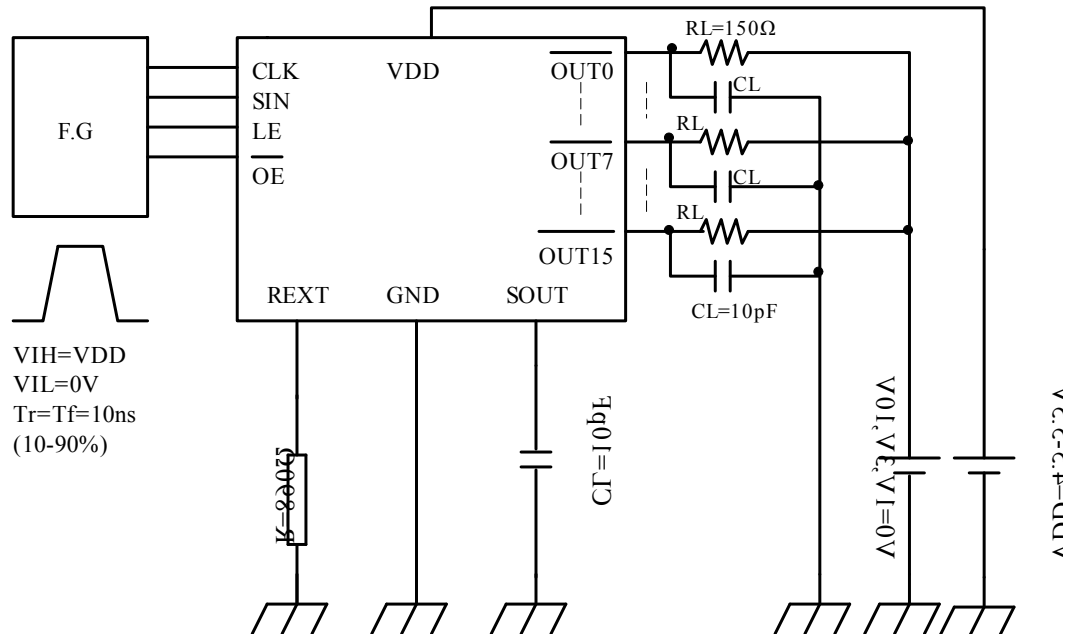 RL=150Ω
CLK
VDD
OUT0
SIN
CL
F.G
LE
RL
OE
OUT7
CL
RL
OUT15
REXT
GND
SOUT
CL=10pF
VIH=VDD
VIL=0V
Tr=Tf=10ns
(10-90%)
CL=10pF
V0=1V,3V,10V